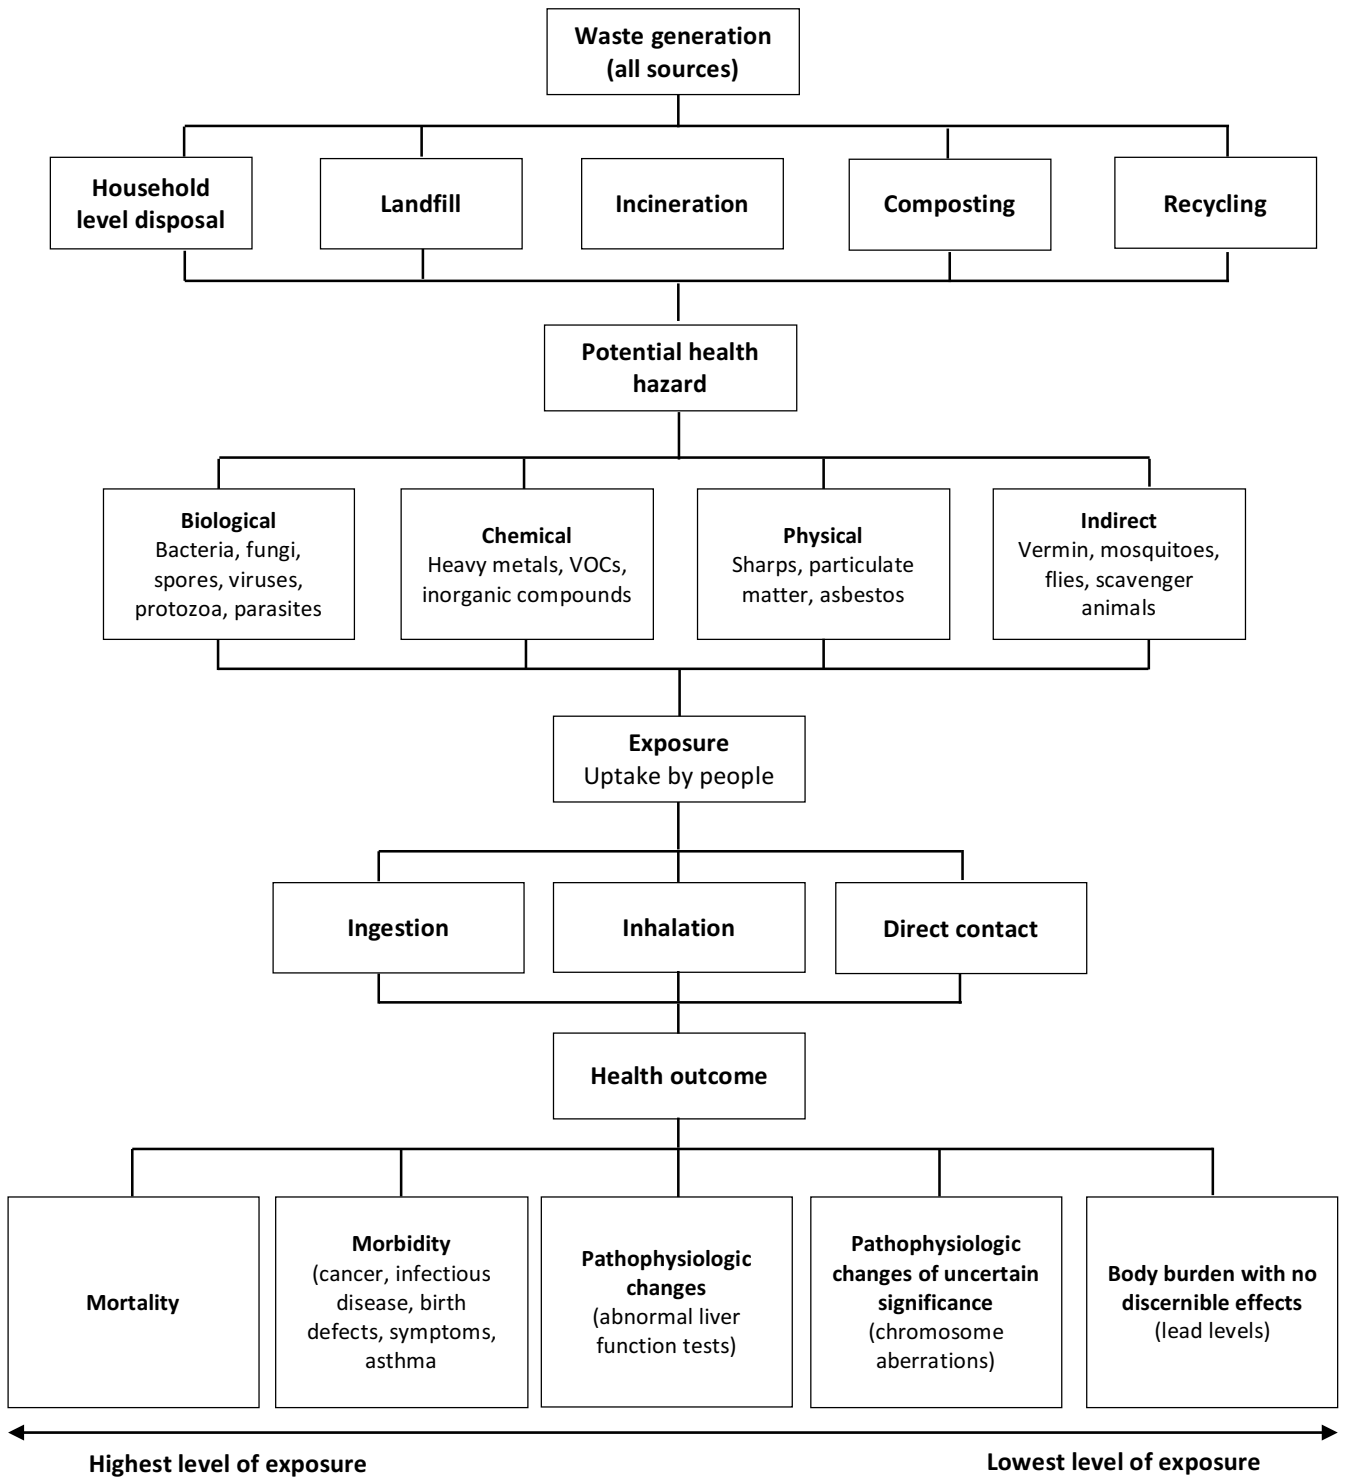 Waste generation
(all sources)
Household
level disposal
Landfill
Incineration
Composting
Recycling
Potential health
hazard
Biological
Bacteria, fungi,
spores, viruses,
protozoa, parasites
Chemical
Heavy metals, VOCs,
inorganic compounds
Physical
Sharps, particulate
matter, asbestos
Indirect
Vermin, mosquitoes,
flies, scavenger
animals
Exposure
Uptake by people
Ingestion
Inhalation
Direct contact
Health outcome
Mortality
Morbidity
(cancer, infectious
disease, birth
defects, symptoms,
asthma
Pathophysiologic
changes
(abnormal liver
function tests)
Pathophysiologic
changes of uncertain
significance
(chromosome
aberrations)
Body burden with no
discernible effects
(lead levels)
Highest level of exposure
Lowest level of exposure